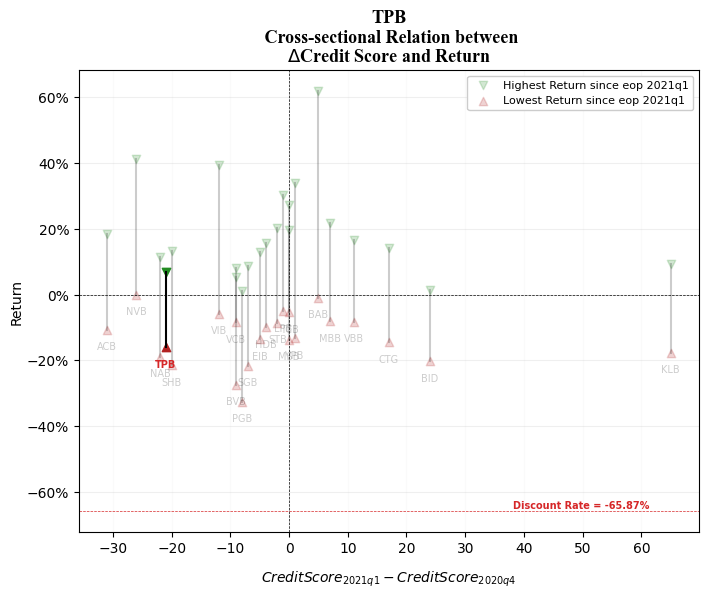 TPB
Cross-sectional Relation between
ΔCredit Score and Return
Highest Return since eop 2021q1
Lowest Return since eop 2021q1
60%
40%
20%
0%
−20%
−40%
−60%
Return
BAB
NVB
VIB
STB
VCB
MBB
VBB
ACB
HDB
EIB
CTG
TPB
NAB
SHB
SGB
KLB
BID
BVB
PGB
Discount Rate = -65.87%
−30
−20
−10
0
10
20
30
40
50
60
CreditScore2021q1 − CreditScore2020q4